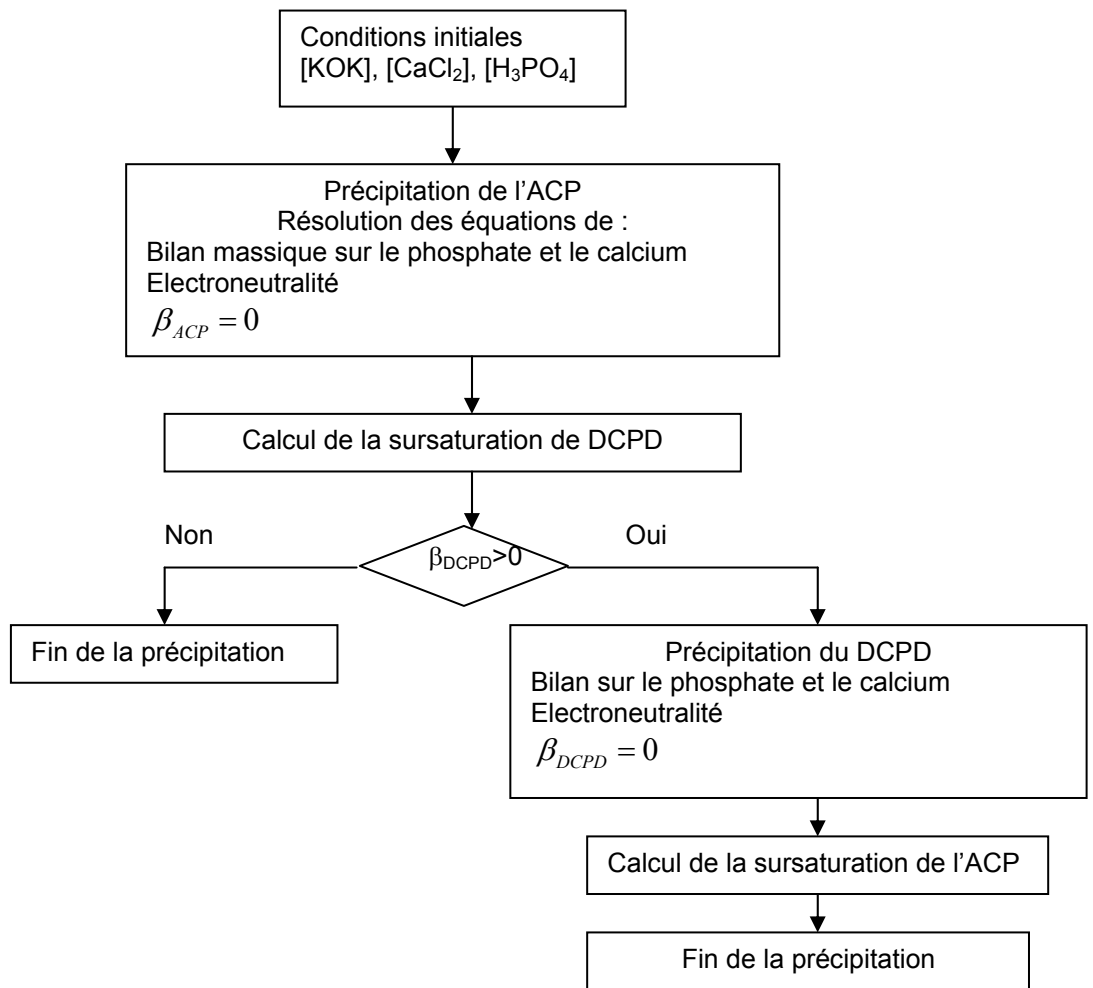 Conditions initiales
[KOK], [CaCl₂], [H₃PO₄]
Précipitation de l’ACP
Résolution des équations de :
Bilan massique sur le phosphate et le calcium
Electroneutralité
β_ACP = 0
Calcul de la sursaturation de DCPD
Non
Oui
β_DCPD>0
Fin de la précipitation
Précipitation du DCPD
Bilan sur le phosphate et le calcium
Electroneutralité
β_DCPD = 0
Calcul de la sursaturation de l’ACP
Fin de la précipitation